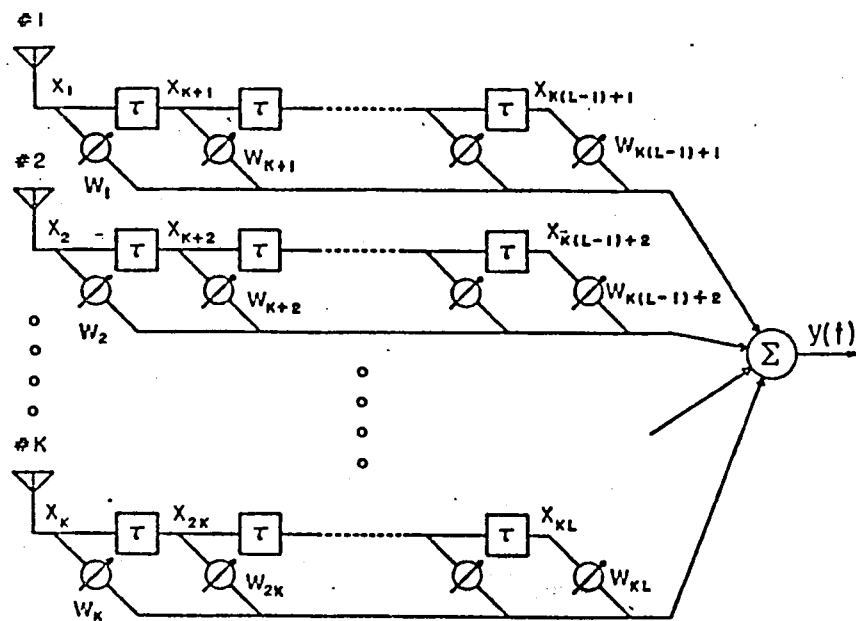 #1
X1 τ XK+1 τ τ XK(L-1)+1
W1 WK+1 WK(L-1)+1
#2
X2 τ XK+2 τ τ XK(L-1)+2
W2 WK+2 WK(L-1)+2
Σ y(t)
#K
XK τ X2K τ τ XKL
WK W2K WKL